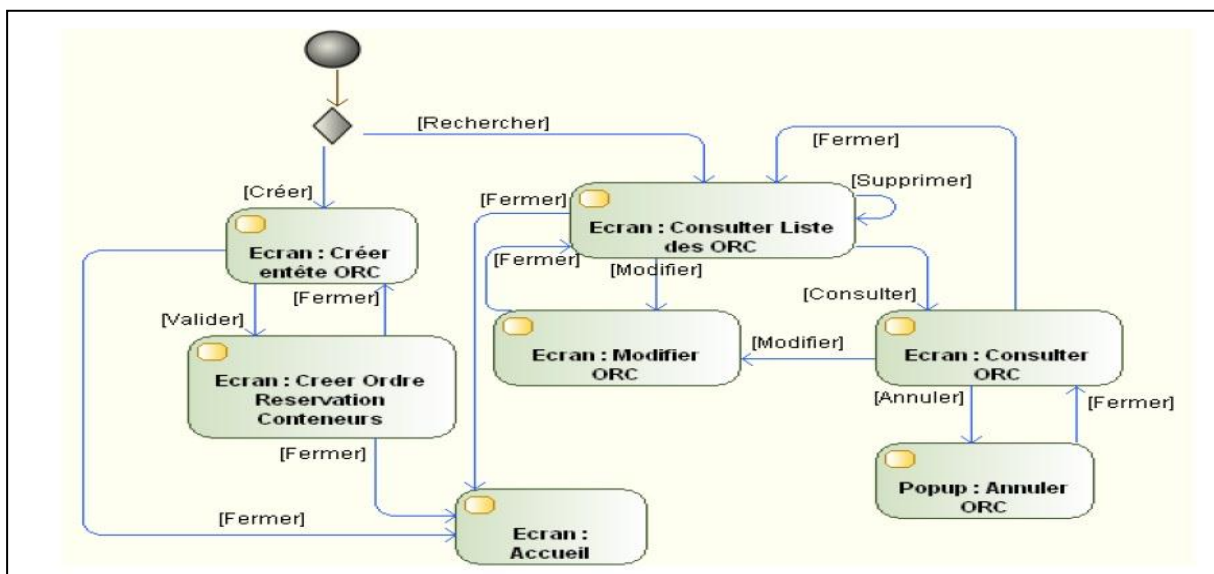 [Rechercher]
[Fermer]
[Créer]
[Fermer]
[Supprimer]
Ecran : Créer
entéte ORC
Ecran : Consulter Liste
des ORC
[Fermer]
[Modifier]
[Valider]
[Fermer]
[Consulter]
Ecran : Creer Ordre
Reservation
Conteneurs
Ecran : Modifier
ORC
[Modifier]
Ecran : Consulter
ORC
[Annuler]
[Fermer]
[Fermer]
Popup : Annuler
ORC
[Fermer]
Ecran :
Accueil